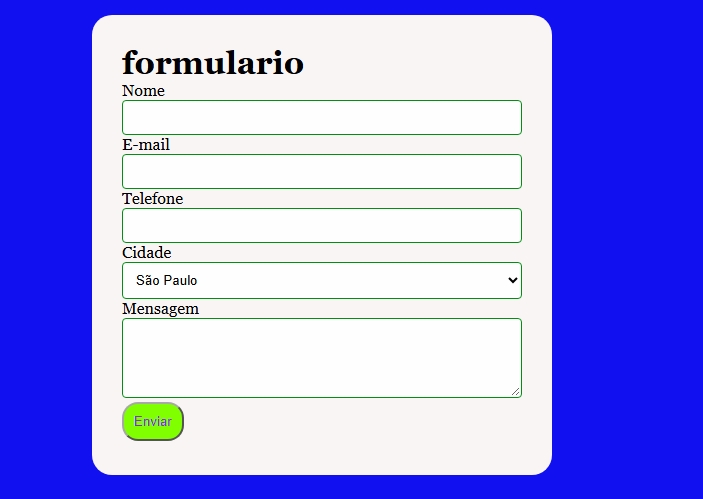 formulario
Nome
E-mail
Telefone
Cidade
São Paulo
Mensagem
Enviar